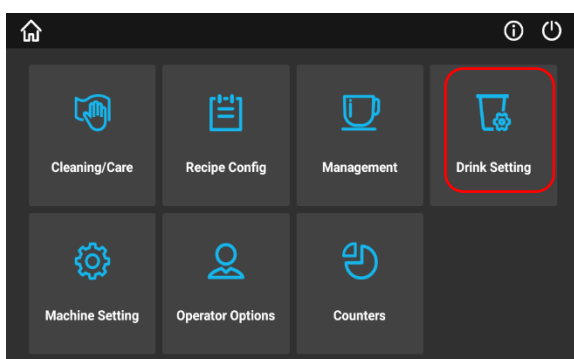 Cleaning/Care
Recipe Config
Management
Drink Setting
Machine Setting
Operator Options
Counters